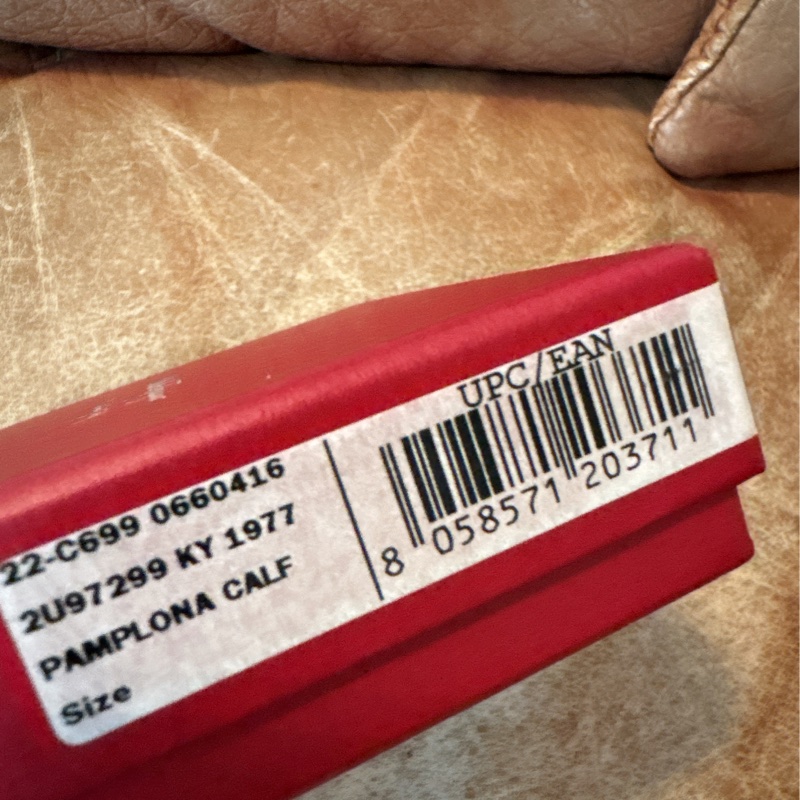 22-C699 0660416
2U97299 KY 1977
PAMPLONA CALF
Size
UPC/EAN
8 058571 203711